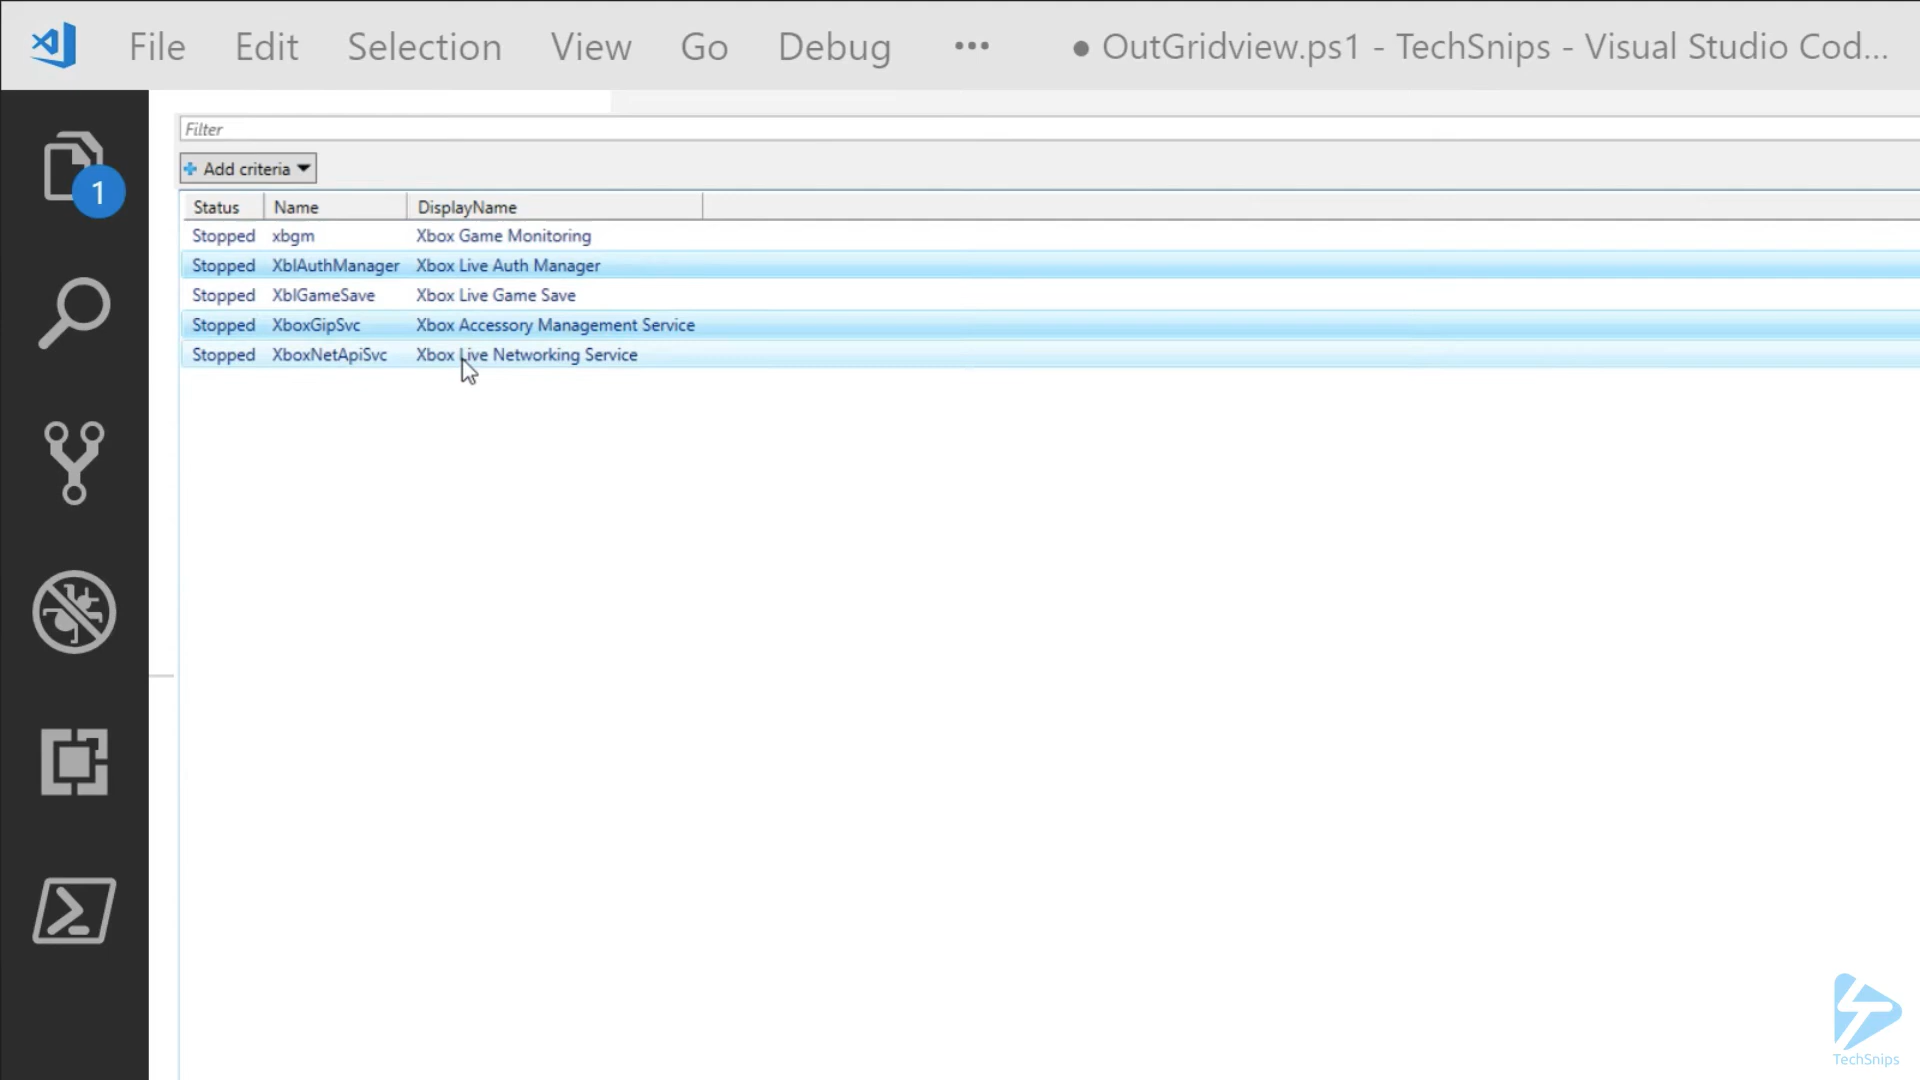 File Edit Selection View Go Debug ••• ● OutGridview.ps1 - TechSnips - Visual Studio Cod...
1
Filter
Add criteria
Status Name DisplayName
Stopped xbgm Xbox Game Monitoring
Stopped XblAuthManager Xbox Live Auth Manager
Stopped XblGameSave Xbox Live Game Save
Stopped XboxGipSvc Xbox Accessory Management Service
Stopped XboxNetApiSvc Xbox Live Networking Service
TechSnips